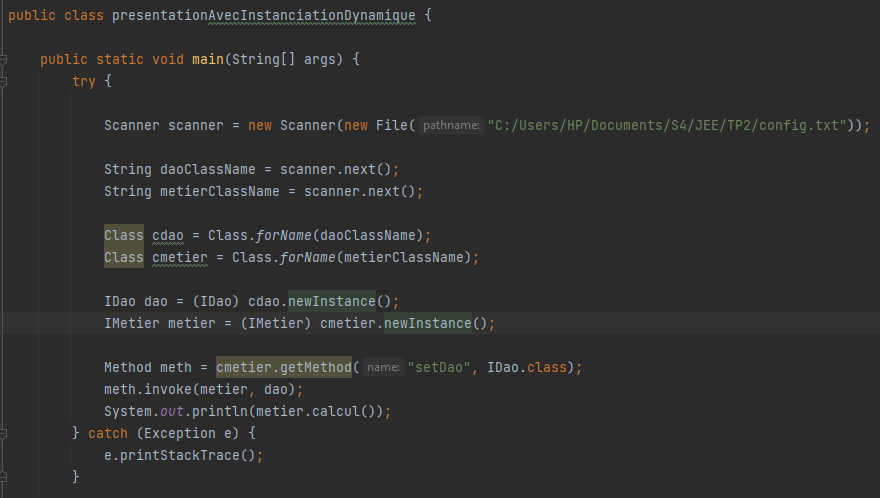 public class presentationAvecInstanciationDynamique {
public static void main(String[] args) {
try {
Scanner scanner = new Scanner(new File( pathname: "C:/Users/HP/Documents/S4/JEE/TP2/config.txt"));
String daoClassName = scanner.next();
String metierClassName = scanner.next();
Class cdao = Class.forName(daoClassName);
Class cmetier = Class.forName(metierClassName);
IDao dao = (IDao) cdao.newInstance();
IMetier metier = (IMetier) cmetier.newInstance();
Method meth = cmetier.getMethod( name: "setDao", IDao.class);
meth.invoke(metier, dao);
System.out.println(metier.calcul());
} catch (Exception e) {
e.printStackTrace();
}